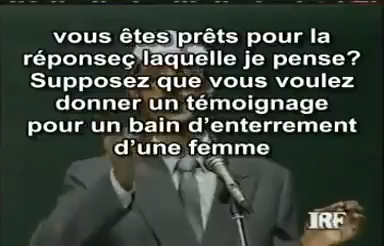 vous êtes prêts pour la
réponseç laquelle je pense?
Supposez que vous voulez
donner un témoignage
pour un bain d'enterrement
d'une femme
IRF